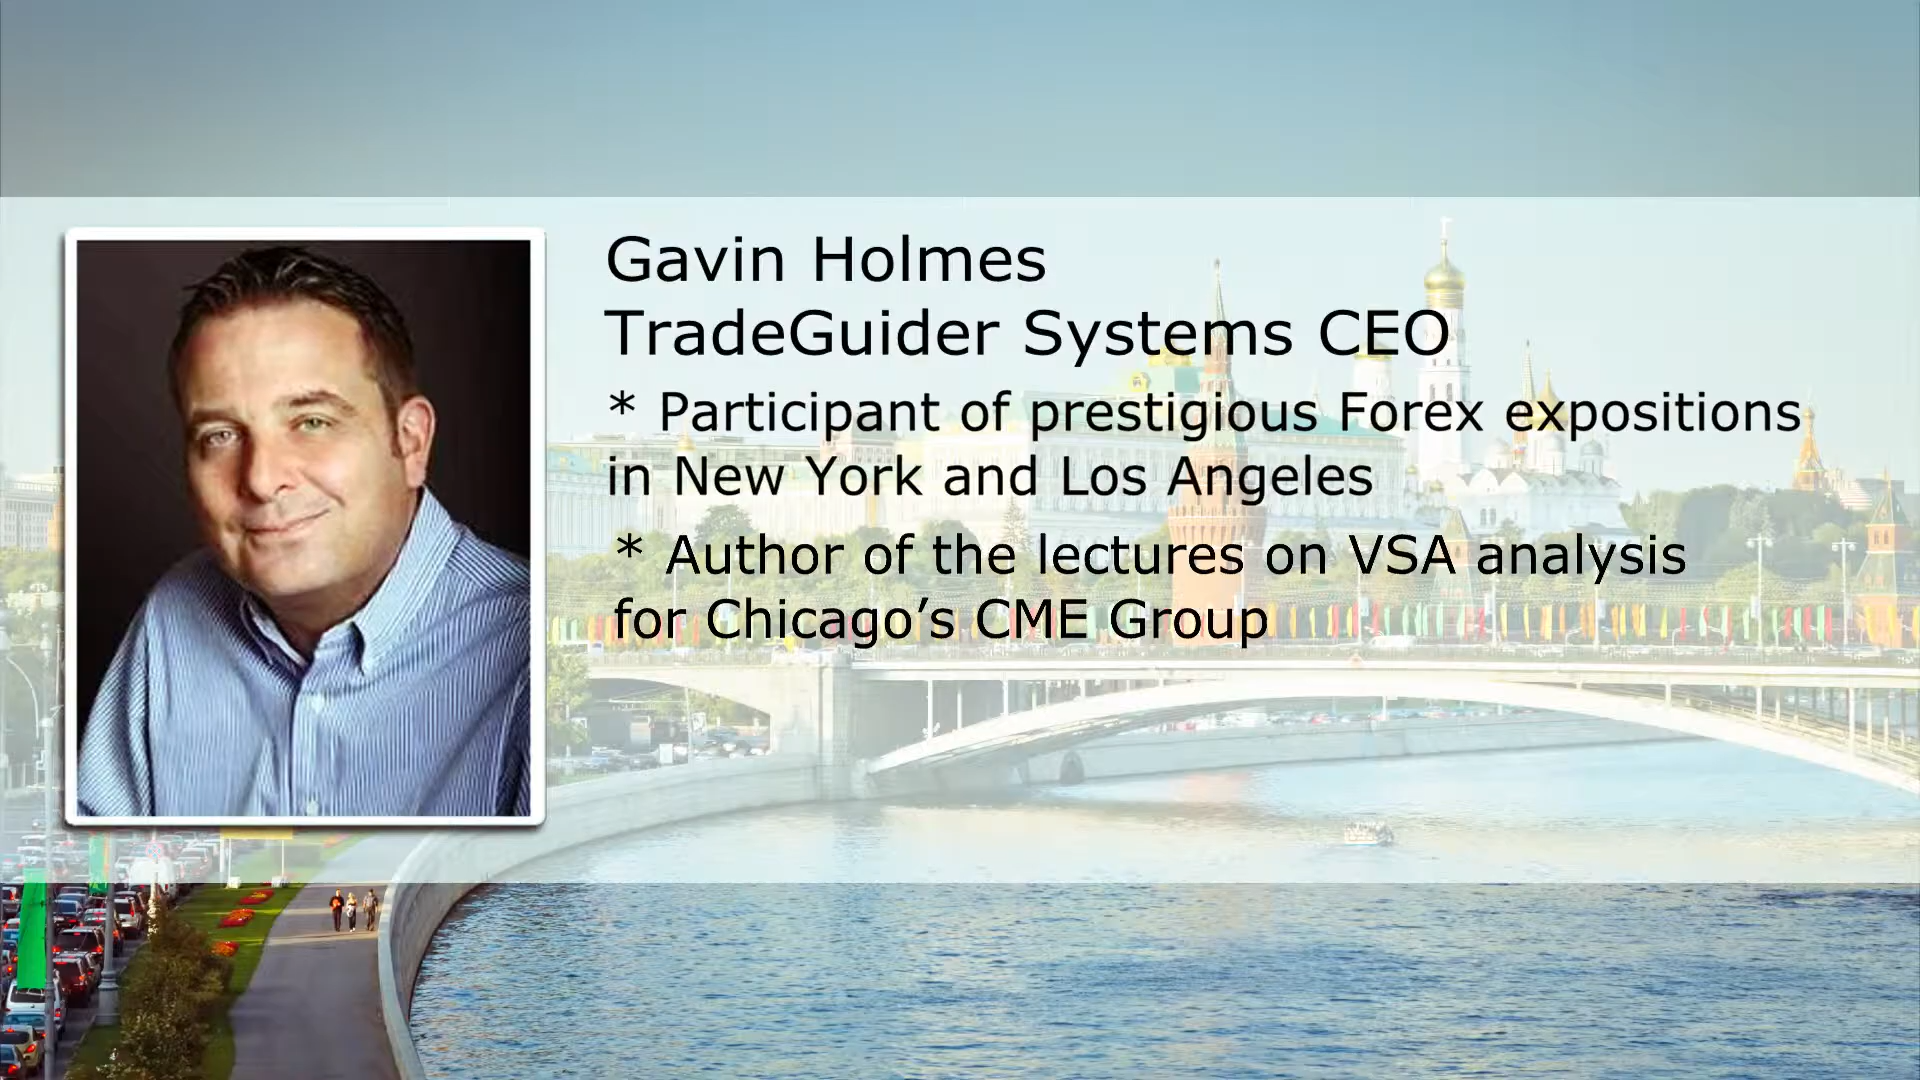 Gavin Holmes
TradeGuider Systems CEO
* Participant of prestigious Forex expositions
in New York and Los Angeles
* Author of the lectures on VSA analysis
for Chicago’s CME Group